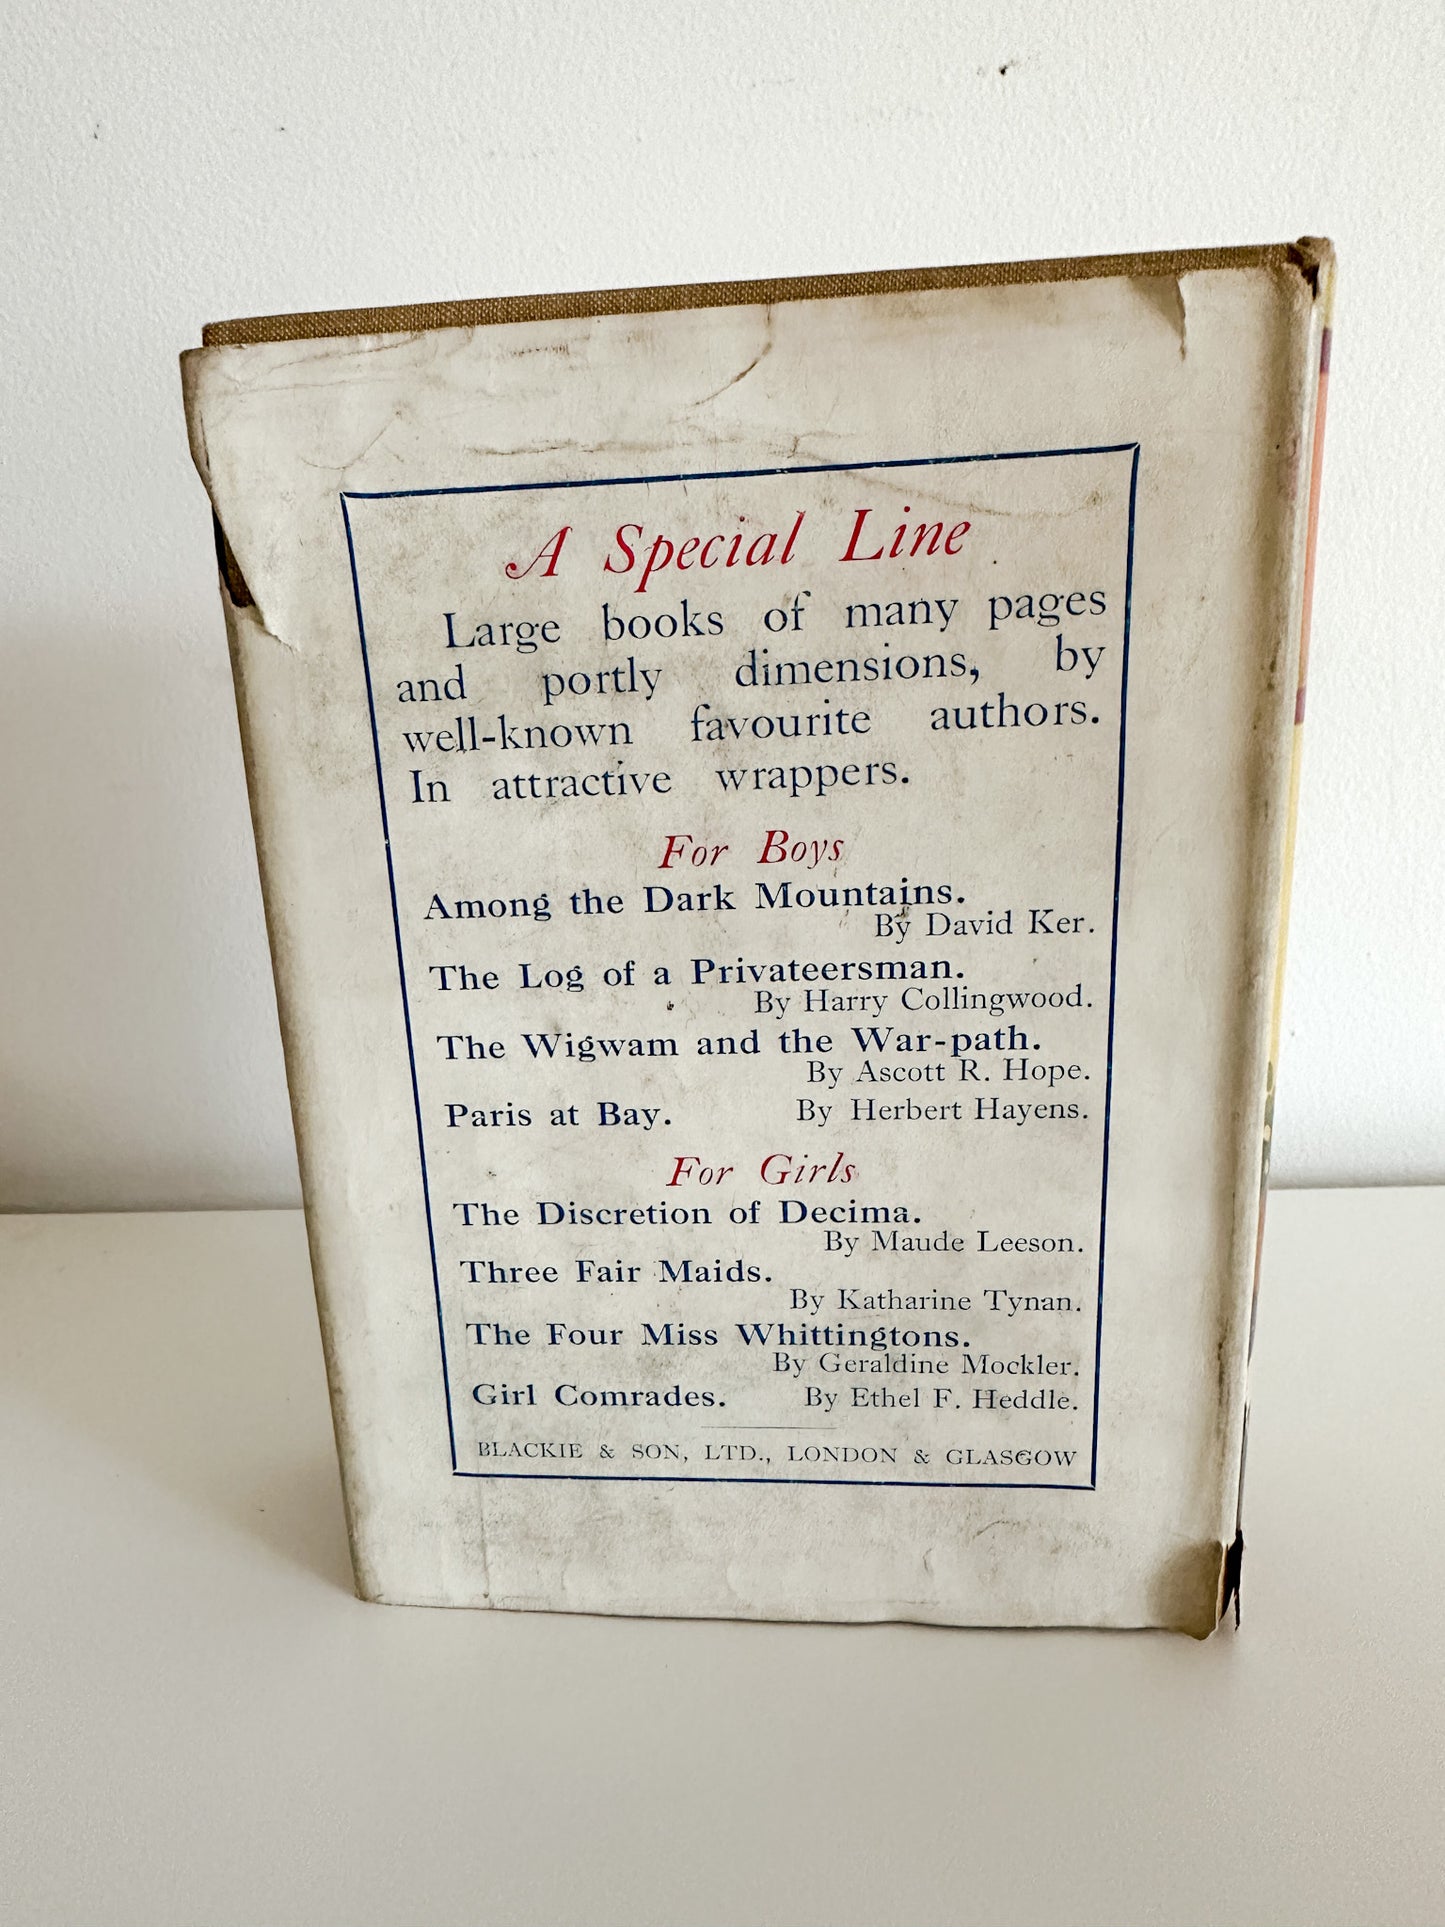 A Special Line
Large books of many pages
and portly dimensions, by
well-known favourite authors.
In attractive wrappers.
For Boys
Among the Dark Mountains.
By David Ker.
The Log of a Privateersman.
By Harry Collingwood.
The Wigwam and the War-path.
By Ascott R. Hope.
Paris at Bay. By Herbert Hayens.
For Girls
The Discretion of Decima.
By Maude Leeson.
Three Fair Maids.
By Katharine Tynan.
The Four Miss Whittingtons.
By Geraldine Mockler.
Girl Comrades. By Ethel F. Heddle.
BLACKIE & SON, LTD., LONDON & GLASGOW